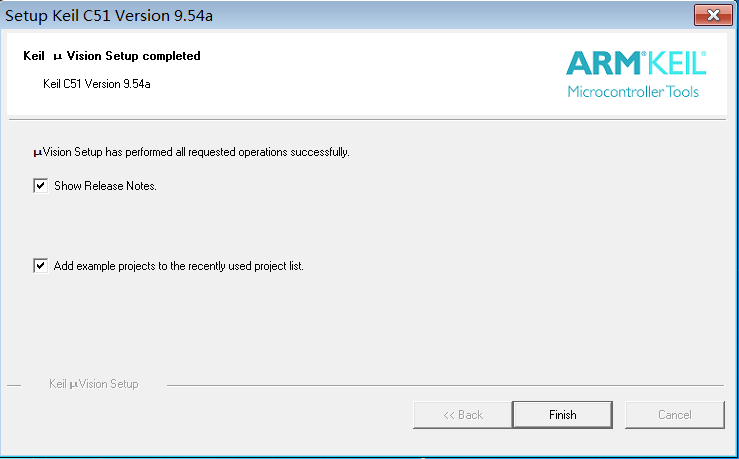 Setup Keil C51 Version 9.54a
Keil μ Vision Setup completed
Keil C51 Version 9.54a
ARM®KEIL®
Microcontroller Tools
μVision Setup has performed all requested operations successfully.
Show Release Notes.
Add example projects to the recently used project list.
Keil μVision Setup
<< Back
Finish
Cancel